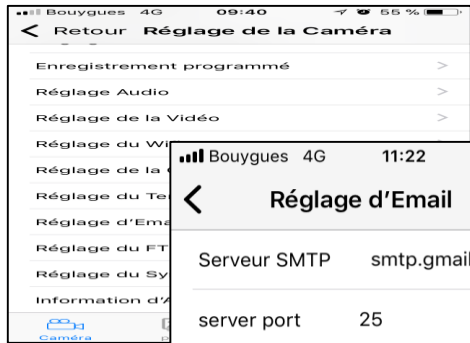 Bouygues 4G 09:40 55 %
Retour Réglage de la Caméra
Enregistrement programmé
Réglage Audio
Réglage de la Vidéo
Réglage du Wi
Réglage de la
Réglage du Te
Réglage d'Ema
Réglage du FT
Réglage du Sy
Information d'A
Caméra
Bouygues 4G 11:22
Réglage d'Email
Serveur SMTP smtp.gmail
server port 25